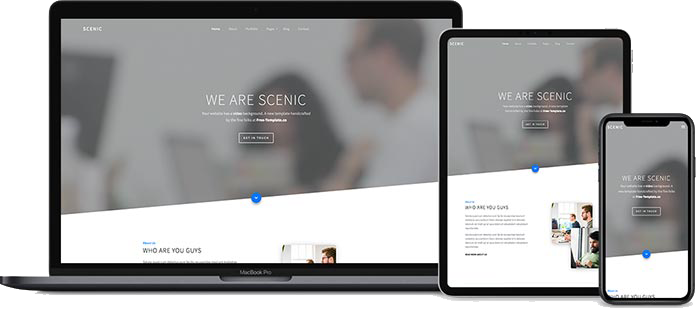 SCENIC
Home About Portfolio Pages Blog Contact
WE ARE SCENIC
Your website has a video background. A new template handcrafted
by the fine folks at Free-Template.co
GET IN TOUCH
About Us
WHO ARE YOU GUYS
MacBook Pro
SCENIC
Home About Portfolio Pages Blog Contact
WE ARE SCENIC
Your website has a video background. A new template
handcrafted by the fine folks at Free-Template.co
GET IN TOUCH
About Us
WHO ARE YOU GUYS
READ MORE ABOUT US
SCENIC
WE ARE SCENIC
Your website has a video background. A
new template handcrafted by the fine folks
at Free-Template.co
GET IN TOUCH
About Us
WHO ARE YOU GUYS